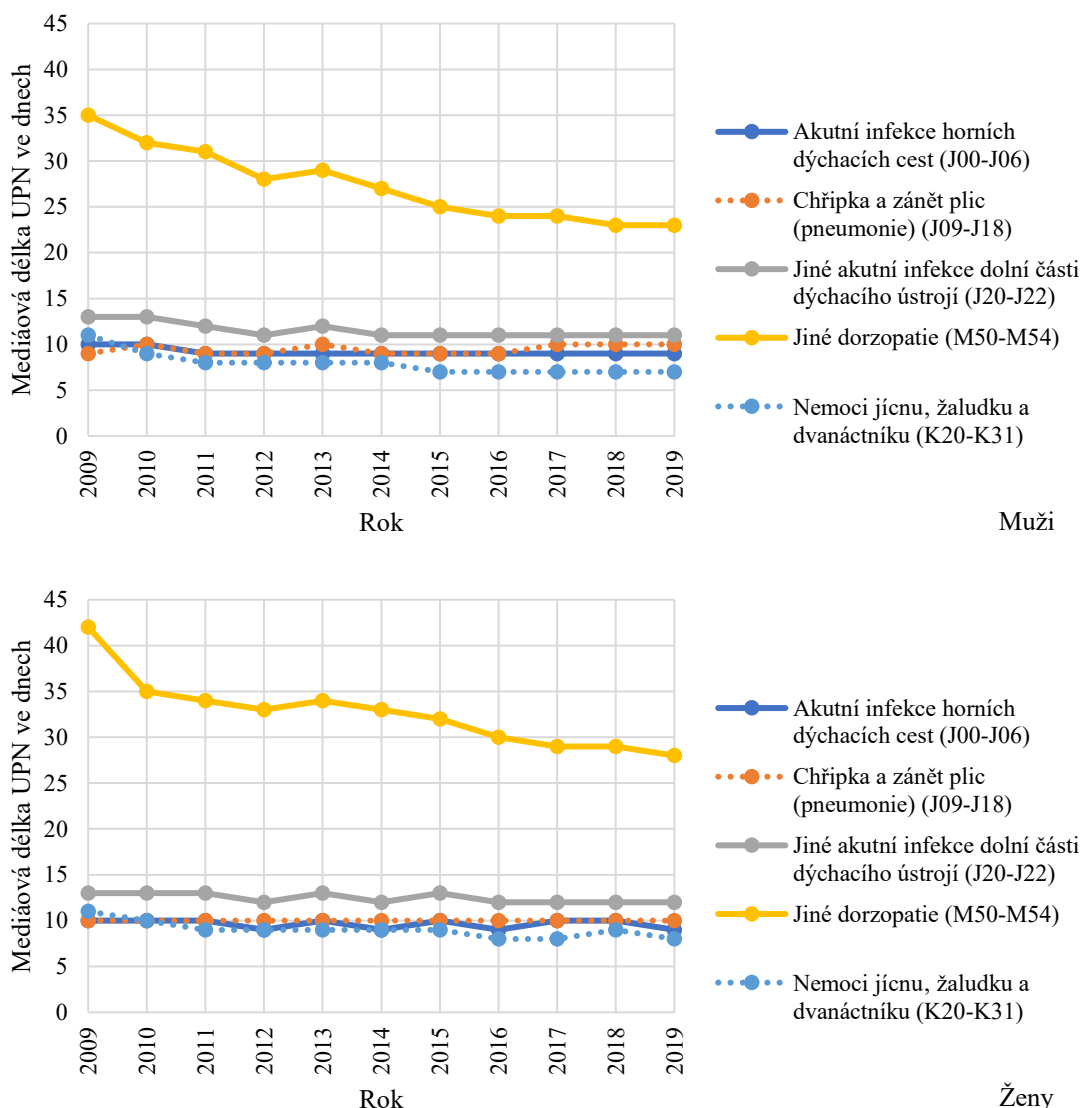 45
40
35
30
25
20
15
10
5
0
Mediáová délka UPN ve dnech
2009
2010
2011
2012
2013
2014
2015
2016
2017
2018
2019
Rok
Akutní infekce horních
dýchacích cest (J00-J06)
Chřipka a zánět plic
(pneumonie) (J09-J18)
Jiné akutní infekce dolní části
dýchacího ústrojí (J20-J22)
Jiné dorzopatie (M50-M54)
Nemoci jícnu, žaludku a
dvanáctníku (K20-K31)
Muži
45
40
35
30
25
20
15
10
5
0
Mediáová délka UPN ve dnech
2009
2010
2011
2012
2013
2014
2015
2016
2017
2018
2019
Rok
Akutní infekce horních
dýchacích cest (J00-J06)
Chřipka a zánět plic
(pneumonie) (J09-J18)
Jiné akutní infekce dolní části
dýchacího ústrojí (J20-J22)
Jiné dorzopatie (M50-M54)
Nemoci jícnu, žaludku a
dvanáctníku (K20-K31)
Ženy